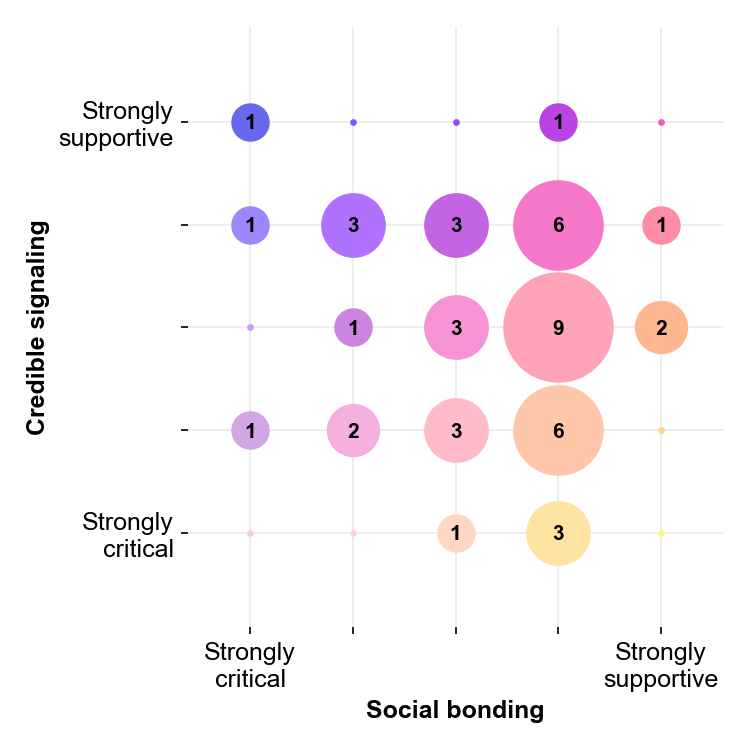 Strongly
supportive
1
1
1
3
3
6
1
1
3
9
2
1
2
3
6
Strongly
critical
1
3
Credible signaling
Strongly
critical
Strongly
supportive
Social bonding